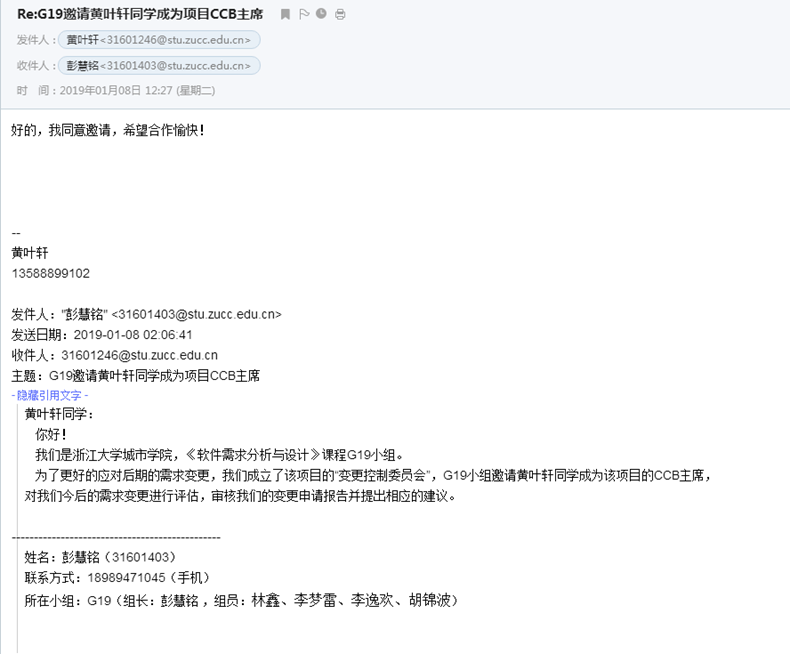 Re:G19邀请黄叶轩同学成为项目CCB主席
发件人：黄叶轩<31601246@stu.zucc.edu.cn>
收件人：彭慧铭<31601403@stu.zucc.edu.cn>
时 间：2019年01月08日 12:27 (星期二)
好的，我同意邀请，希望合作愉快！
--
黄叶轩
13588899102
发件人："彭慧铭" <31601403@stu.zucc.edu.cn>
发送日期：2019-01-08 02:06:41
收件人：31601246@stu.zucc.edu.cn
主题：G19邀请黄叶轩同学成为项目CCB主席
-隐藏引用文字-
黄叶轩同学：
你好！
我们是浙江大学城市学院，《软件需求分析与设计》课程G19小组。
为了更好的应对后期的需求变更，我们成立了该项目的“变更控制委员会”，G19小组邀请黄叶轩同学成为该项目的CCB主席，
对我们今后的需求变更进行评估，审核我们的变更申请报告并提出相应的建议。
-----------------------------------------------
姓名：彭慧铭（31601403）
联系方式：18989471045（手机）
所在小组：G19（组长：彭慧铭 ，组员：林鑫、李梦雷、李逸欢、胡锦波）